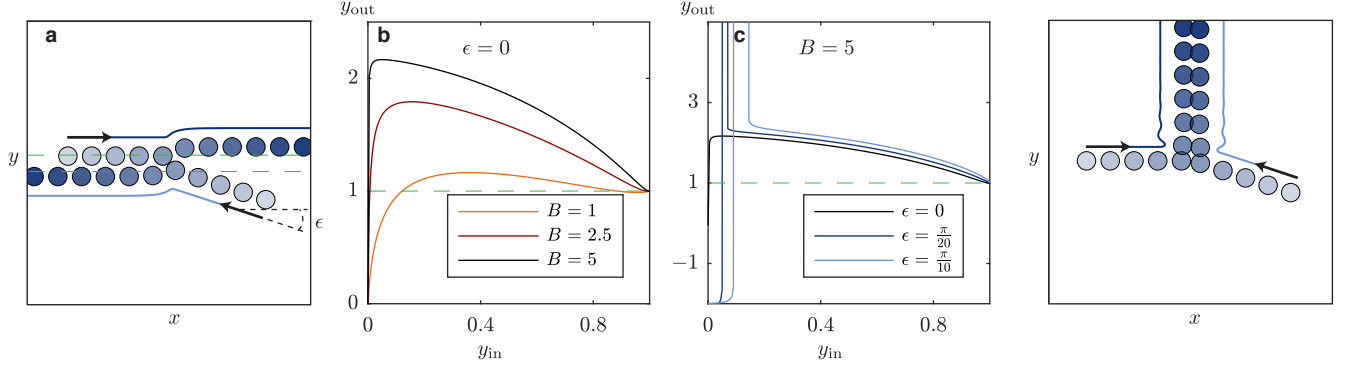 a
y
ϵ
x
y_out
b
ϵ = 0
2
1
0
B = 1
B = 2.5
B = 5
0
0.4
0.8
y_in
y_out
c
B = 5
3
1
−1
ϵ = 0
ϵ = π/20
ϵ = π/10
0
0.4
0.8
y_in
y
x